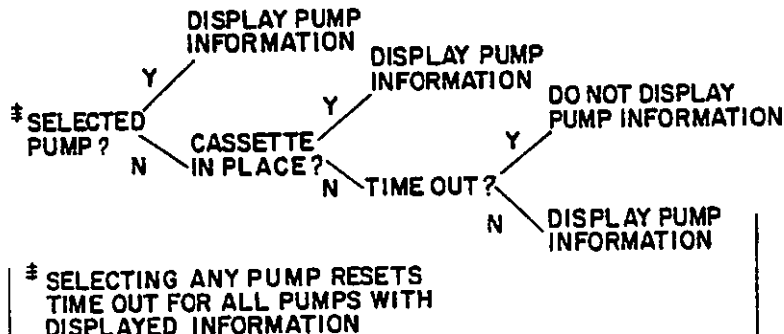 DISPLAY PUMP
INFORMATION
DISPLAY PUMP
INFORMATION
DO NOT DISPLAY
PUMP INFORMATION
Y
Y
Y
‡ SELECTED
PUMP?
CASSETTE
IN PLACE?
TIME OUT?
N
N
N
DISPLAY PUMP
INFORMATION
‡ SELECTING ANY PUMP RESETS
TIME OUT FOR ALL PUMPS WITH
DISPLAYED INFORMATION